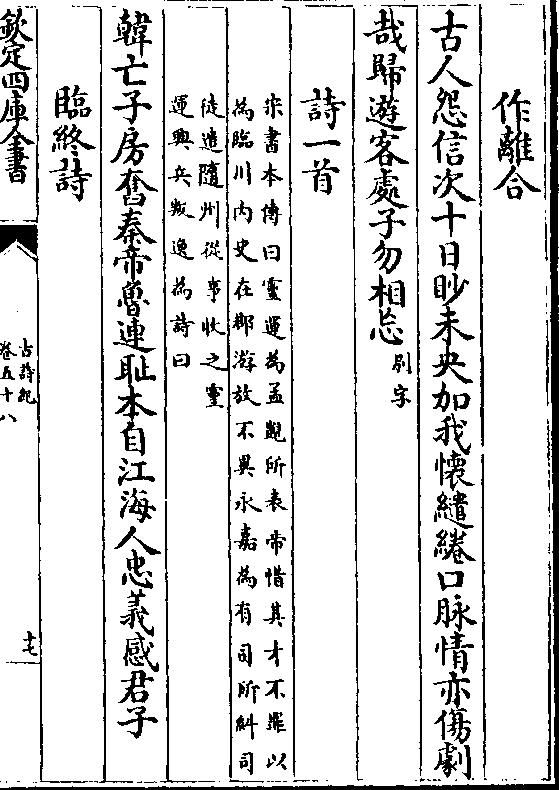 作離合
古人怨信次十日眇未央加我懷繾綣口脉情亦傷劇
哉歸遊客處子勿相忘 別字
詩一首
宋書本傳曰靈運為孟覬所表帝惜其才不罪以
為臨川内史在郡游放不異永嘉為有司所糾司
徒遣隨州從事收之靈
運興兵叛逸為詩曰
韓亡子房奮秦帝魯連耻本自江海人忠義感君子
臨終詩
欽定四庫全書
古詩紀
卷五十八
十七